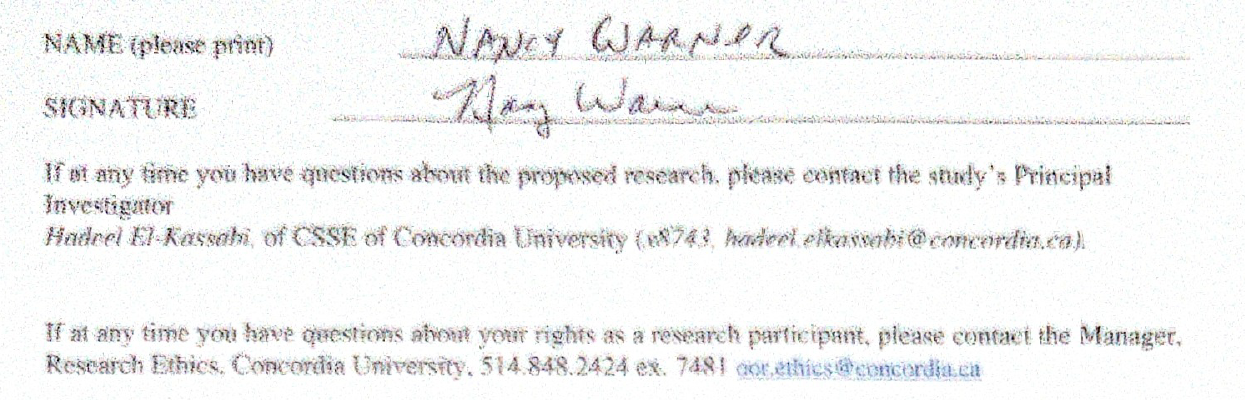 NAME (please print) NANCY WARNER
SIGNATURE Nancy Warner
If at any time you have questions about the proposed research, please contact the study's Principal
Investigator
Hadeel El-Kassabi, of CSSE of Concordia University (x8743, hadeel.elkassabi@concordia.ca).
If at any time you have questions about your rights as a research participant, please contact the Manager,
Research Ethics, Concordia University, 514.848.2424 ex. 7481 oor.ethics@concordia.ca